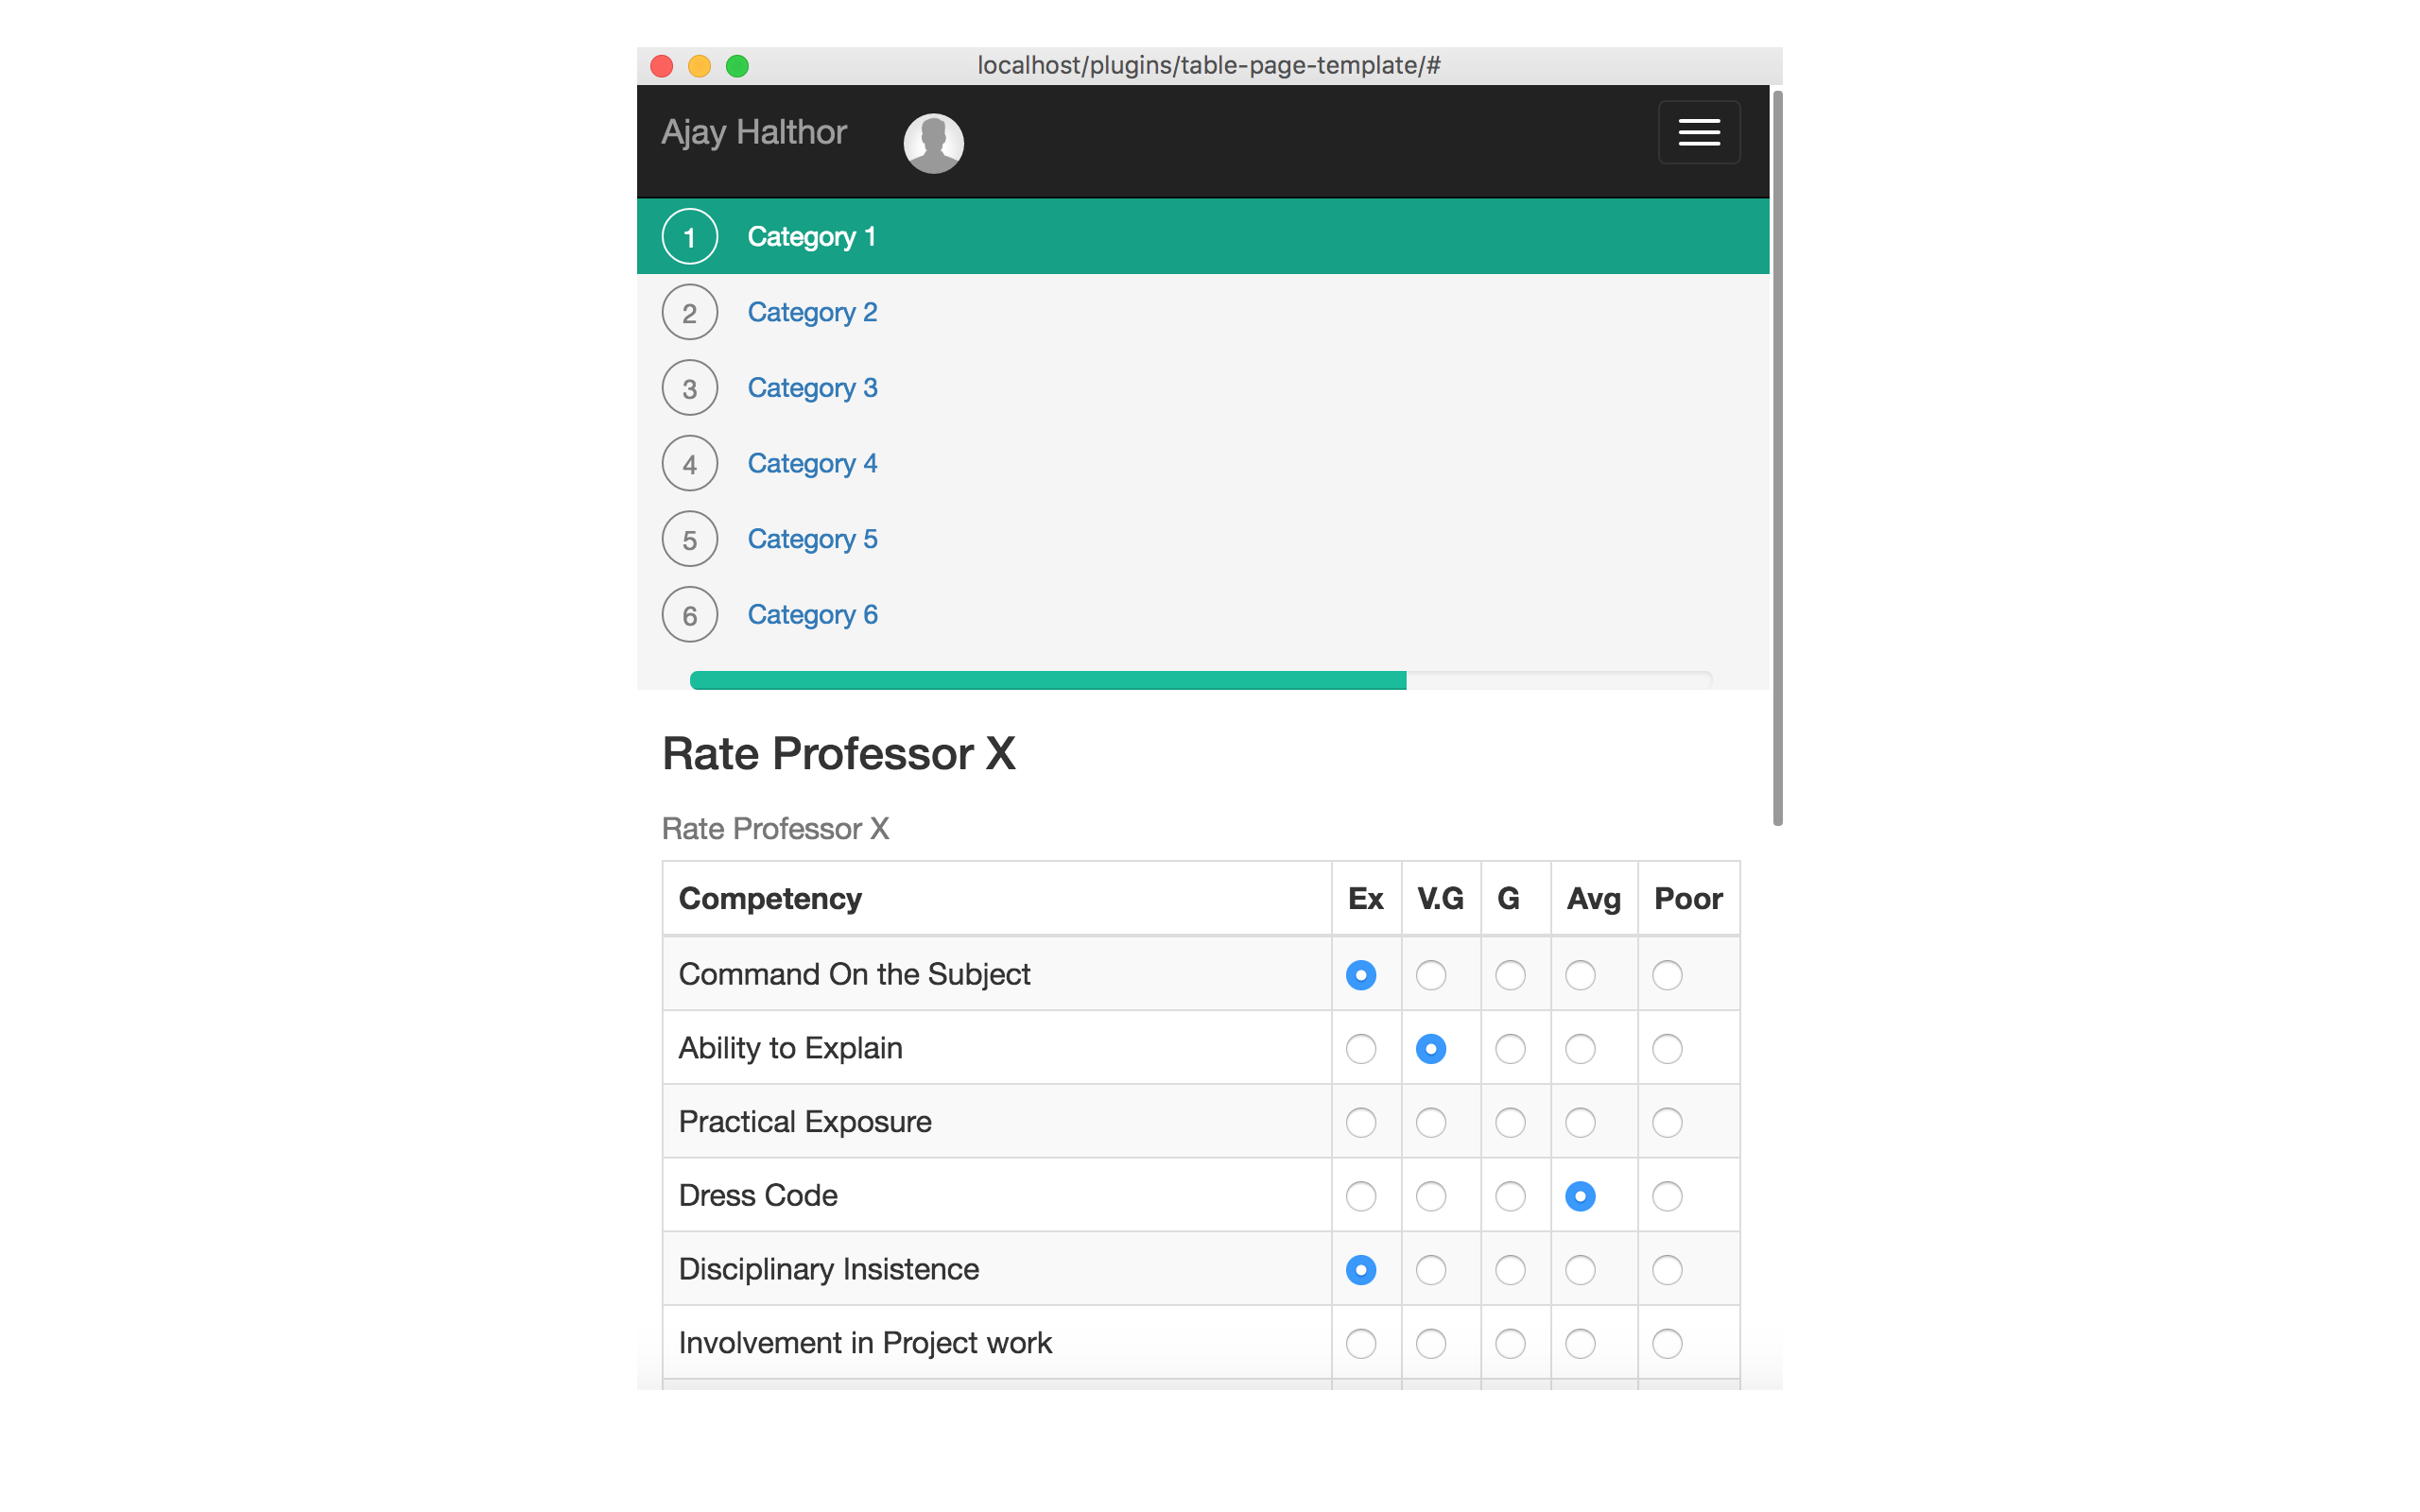 localhost/plugins/table-page-template/#
Ajay Halthor
1 Category 1
2 Category 2
3 Category 3
4 Category 4
5 Category 5
6 Category 6
Rate Professor X
Rate Professor X
Competency Ex V.G G Avg Poor
Command On the Subject
Ability to Explain
Practical Exposure
Dress Code
Disciplinary Insistence
Involvement in Project work